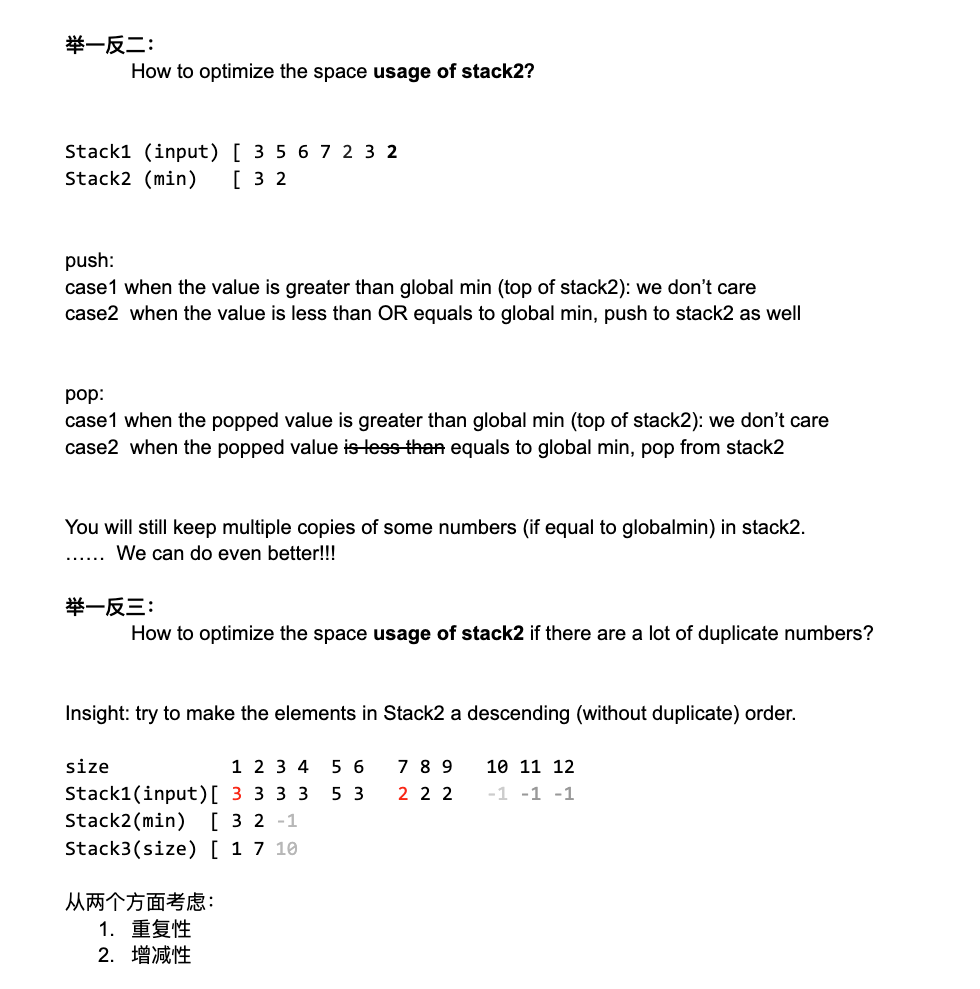 举一反二：
How to optimize the space usage of stack2?
Stack1 (input) [ 3 5 6 7 2 3 2
Stack2 (min)   [ 3 2
push:
case1 when the value is greater than global min (top of stack2): we don’t care
case2  when the value is less than OR equals to global min, push to stack2 as well
pop:
case1 when the popped value is greater than global min (top of stack2): we don’t care
case2  when the popped value is less than equals to global min, pop from stack2
You will still keep multiple copies of some numbers (if equal to globalmin) in stack2.
……  We can do even better!!!
举一反三：
How to optimize the space usage of stack2 if there are a lot of duplicate numbers?
Insight: try to make the elements in Stack2 a descending (without duplicate) order.
size           1 2 3 4  5 6   7 8 9   10 11 12
Stack1(input)[ 3 3 3 3  5 3   2 2 2   -1 -1 -1
Stack2(min)  [ 3 2 -1
Stack3(size) [ 1 7 10
从两个方面考虑：
1. 重复性
2. 增减性